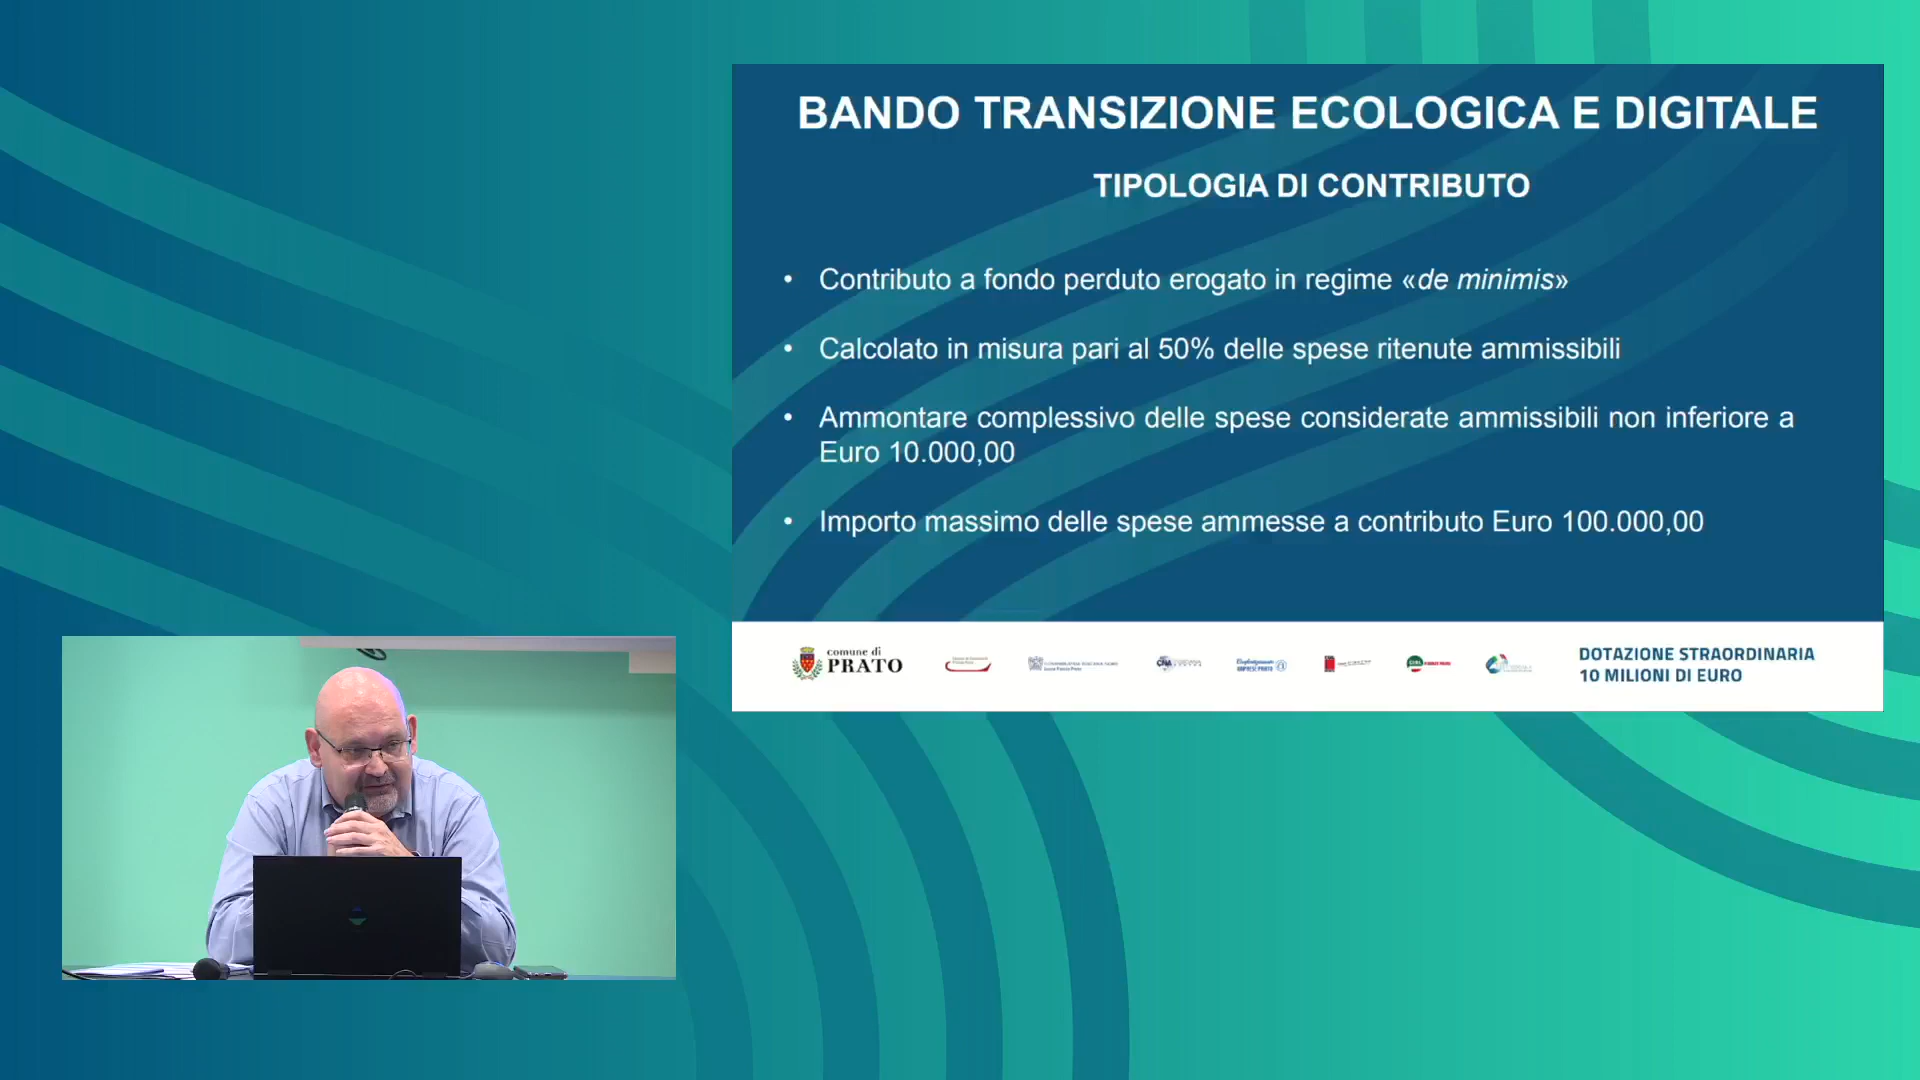 BANDO TRANSIZIONE ECOLOGICA E DIGITALE
TIPOLOGIA DI CONTRIBUTO
• Contributo a fondo perduto erogato in regime «de minimis»
• Calcolato in misura pari al 50% delle spese ritenute ammissibili
• Ammontare complessivo delle spese considerate ammissibili non inferiore a
Euro 10.000,00
• Importo massimo delle spese ammesse a contributo Euro 100.000,00
comune di
PRATO
CNA
DOTAZIONE STRAORDINARIA
10 MILIONI DI EURO